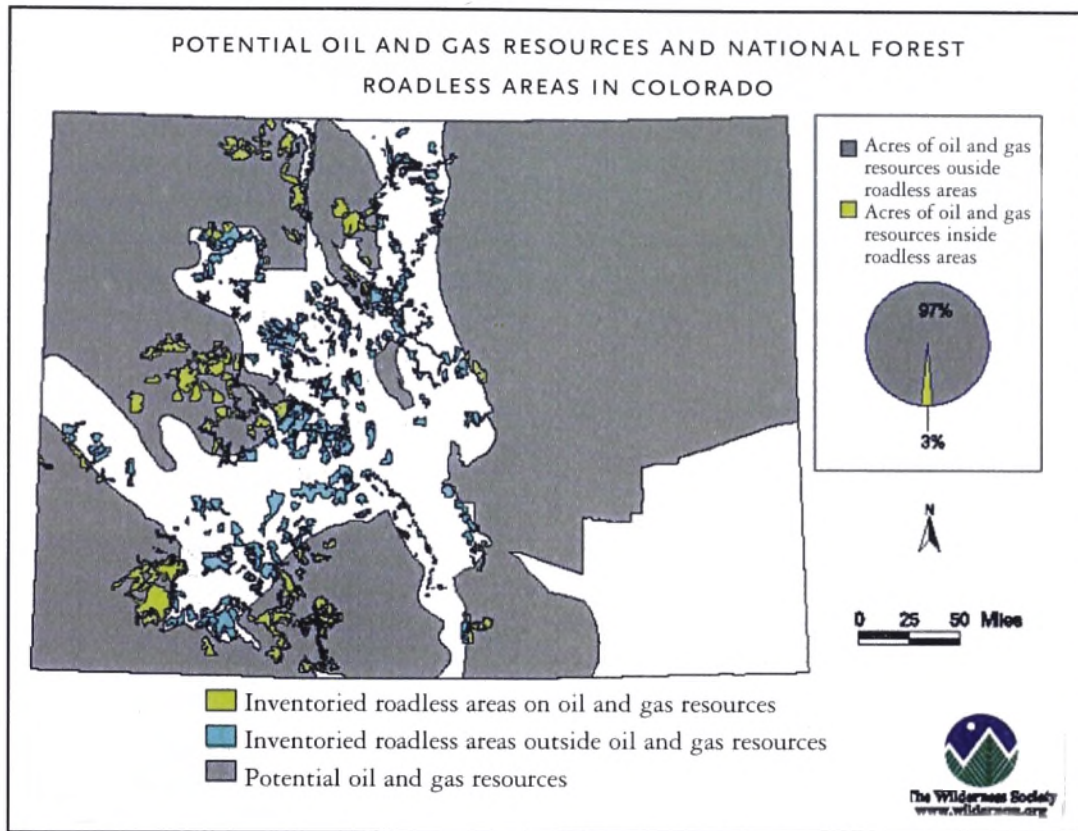 POTENTIAL OIL AND GAS RESOURCES AND NATIONAL FOREST
ROADLESS AREAS IN COLORADO
Acres of oil and gas
resources ouside
roadless areas
Acres of oil and gas
resources inside
roadless areas
97%
3%
N
0 25 50 Miles
Inventoried roadless areas on oil and gas resources
Inventoried roadless areas outside oil and gas resources
Potential oil and gas resources
The Wilderness Society
www.wilderness.org